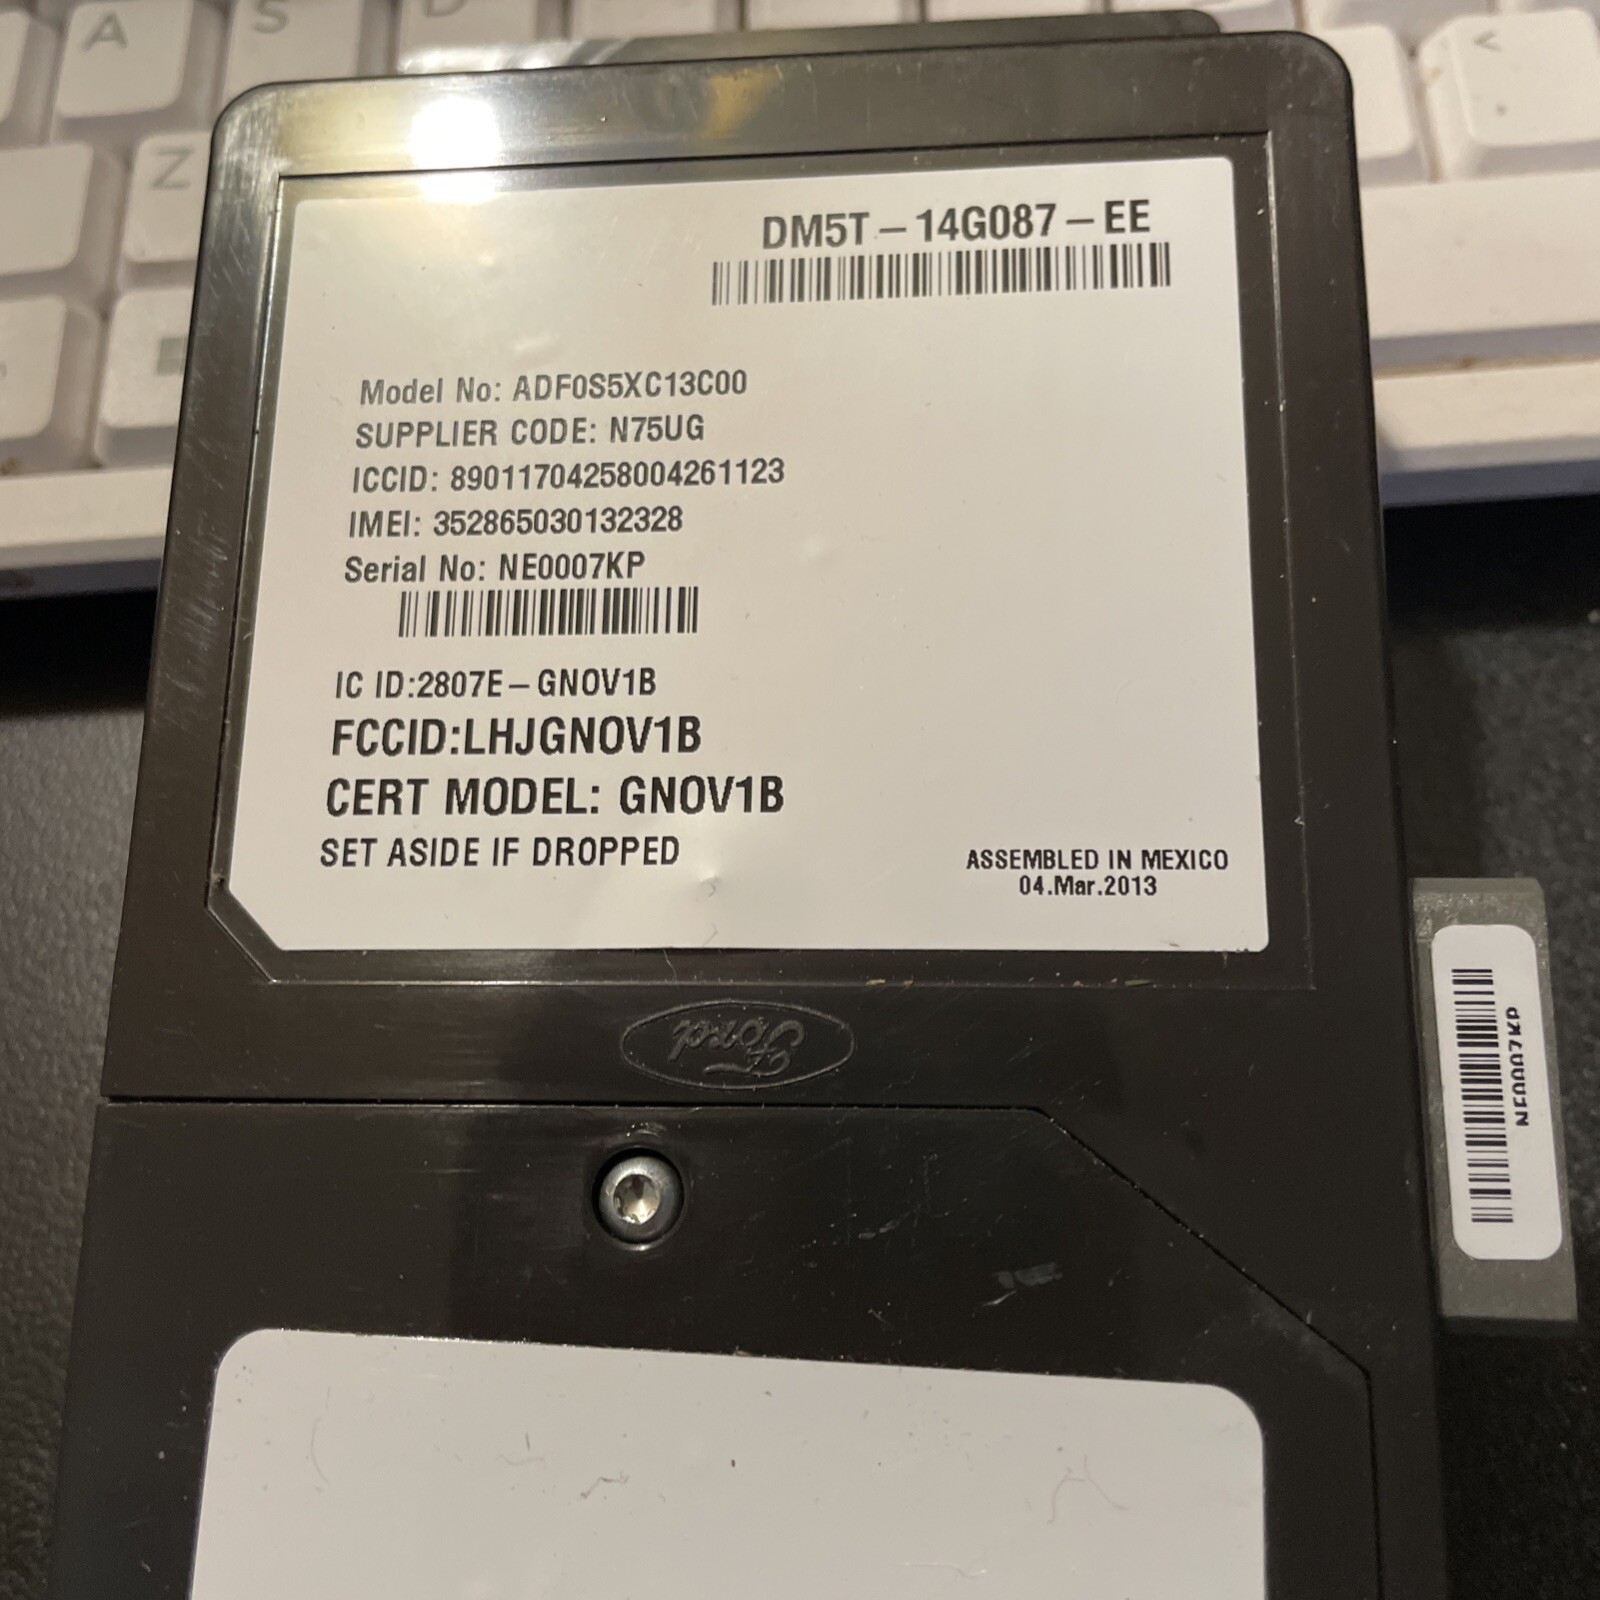 A
S
D
Z
<
DM5T – 14G087 – EE
Model No: ADF0S5XC13C00
SUPPLIER CODE: N75UG
ICCID: 89011704258004261123
IMEI: 352865030132328
Serial No: NE0007KP
IC ID:2807E – GNOV1B
FCCID:LHJGNOV1B
CERT MODEL: GNOV1B
SET ASIDE IF DROPPED
ASSEMBLED IN MEXICO
04.Mar.2013
Ford
NE0007KP